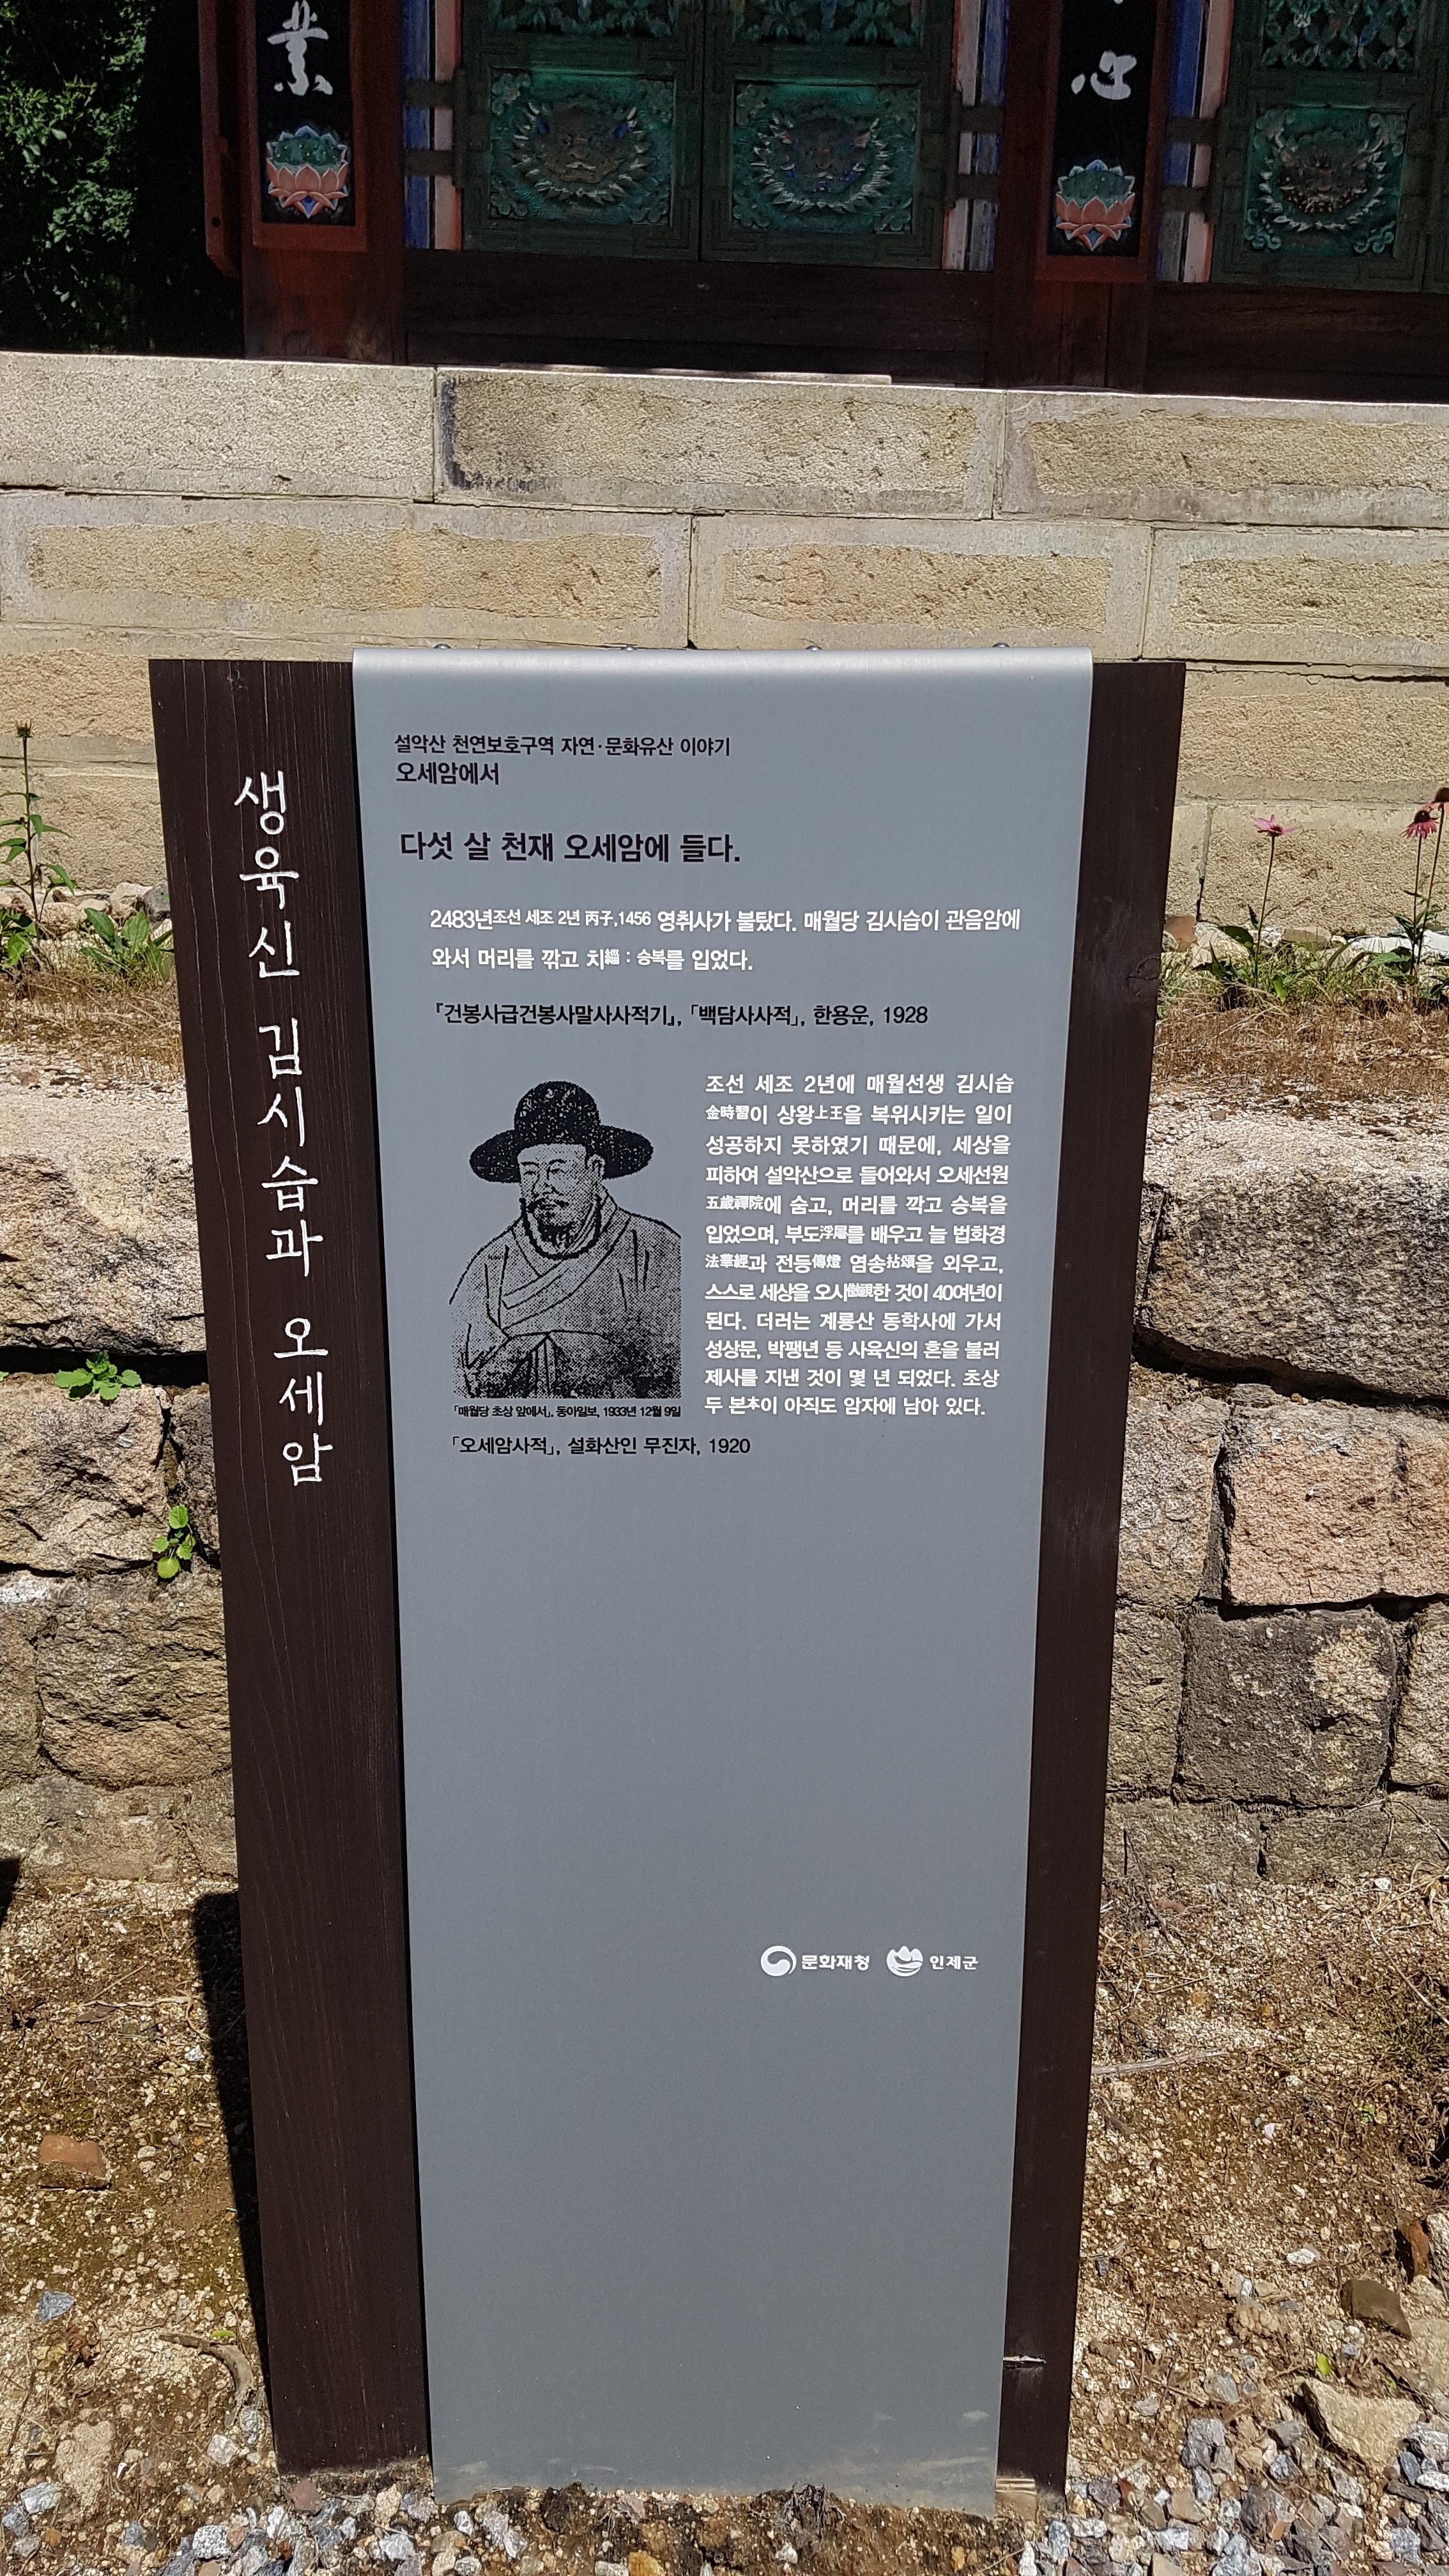 業
心
생육신 김시습과 오세암
설악산 천연보호구역 자연·문화유산 이야기
오세암에서
다섯 살 천재 오세암에 들다.
2483년조선 세조 2년 丙子,1456 영취사가 불탔다. 매월당 김시습이 관음암에
와서 머리를 깎고 치緇 : 승복를 입었다.
『건봉사급건봉사말사사적기』, 「백담사사적」, 한용운, 1928
조선 세조 2년에 매월선생 김시습
金時習이 상왕上王을 복위시키는 일이
성공하지 못하였기 때문에, 세상을
피하여 설악산으로 들어와서 오세선원
五歲禪院에 숨고, 머리를 깍고 승복을
입었으며, 부도浮屠를 배우고 늘 법화경
法華經과 전등傳燈 염송拈頌을 외우고,
스스로 세상을 오시傲視한 것이 40여년이
된다. 더러는 계룡산 동학사에 가서
성상문, 박팽년 등 사육신의 혼을 불러
제사를 지낸 것이 몇 년 되었다. 초상
두 본本이 아직도 암자에 남아 있다.
「매월당 초상 앞에서」, 동아일보, 1933년 12월 9일
「오세암사적」, 설화산인 무진자, 1920
문화재청 인제군